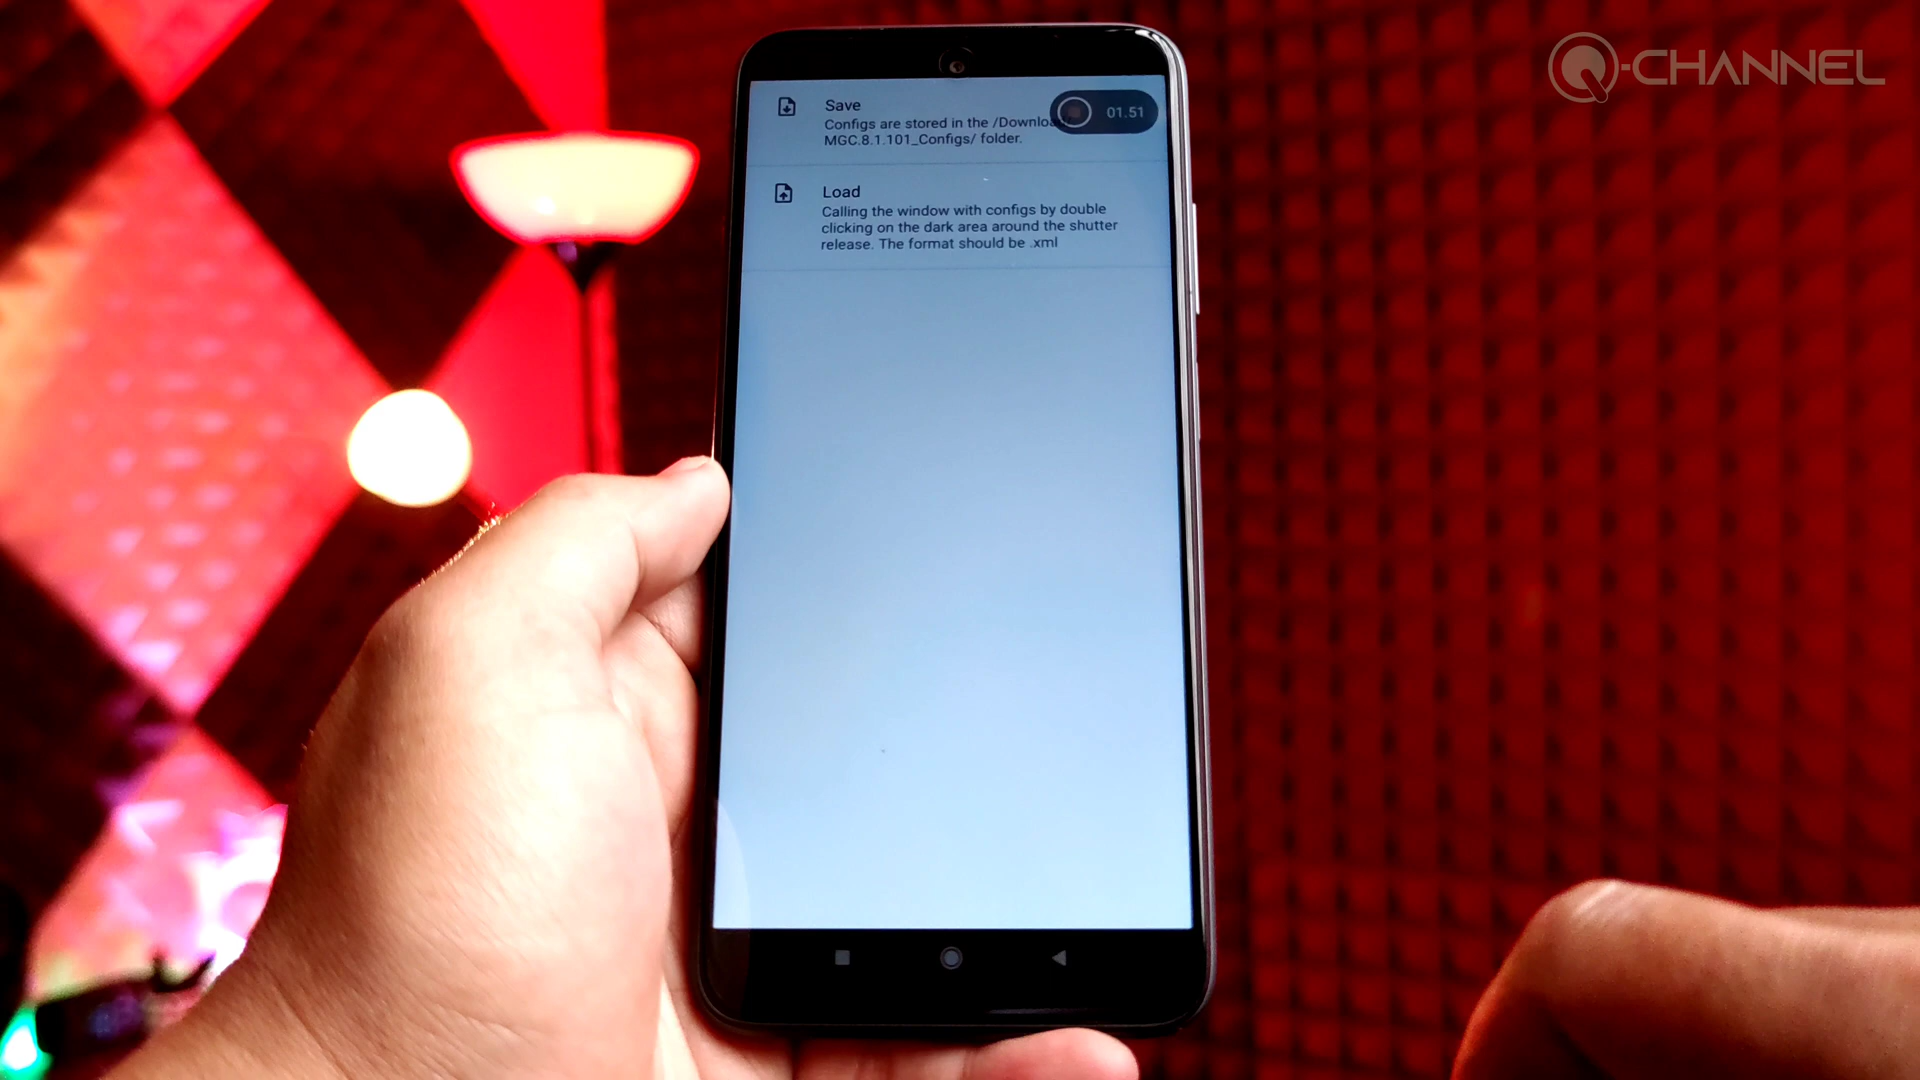 Q-CHANNEL
Save
01.51
Configs are stored in the
MGC.8.1.101_Configs/ folder.
Load
Calling the window with configs by double
clicking on the dark area around the shutter
release. The format should be .xml